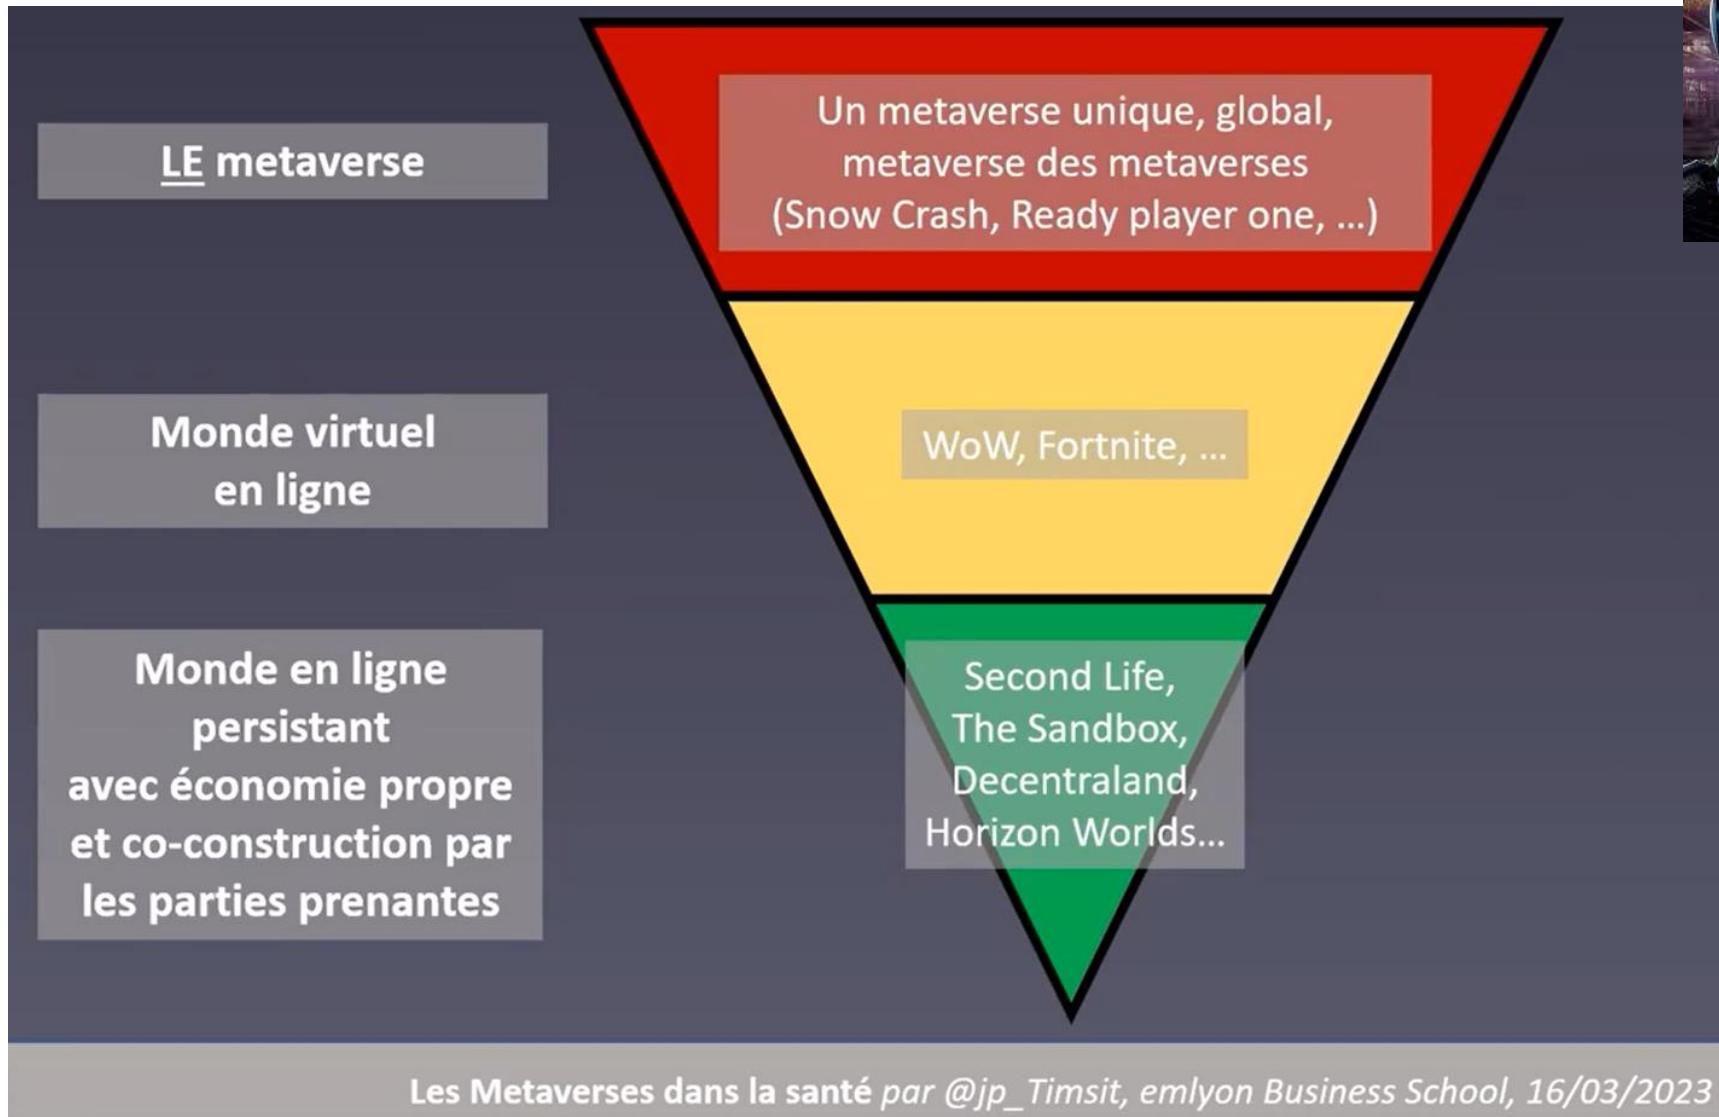 LE metaverse
Un metaverse unique, global,
metaverse des metaverses
(Snow Crash, Ready player one, ...)
Monde virtuel
en ligne
WoW, Fortnite, ...
Monde en ligne
persistant
avec économie propre
et co-construction par
les parties prenantes
Second Life,
The Sandbox,
Decentraland,
Horizon Worlds...
Les Metaverses dans la santé par @jp_Timsit, emlyon Business School, 16/03/2023